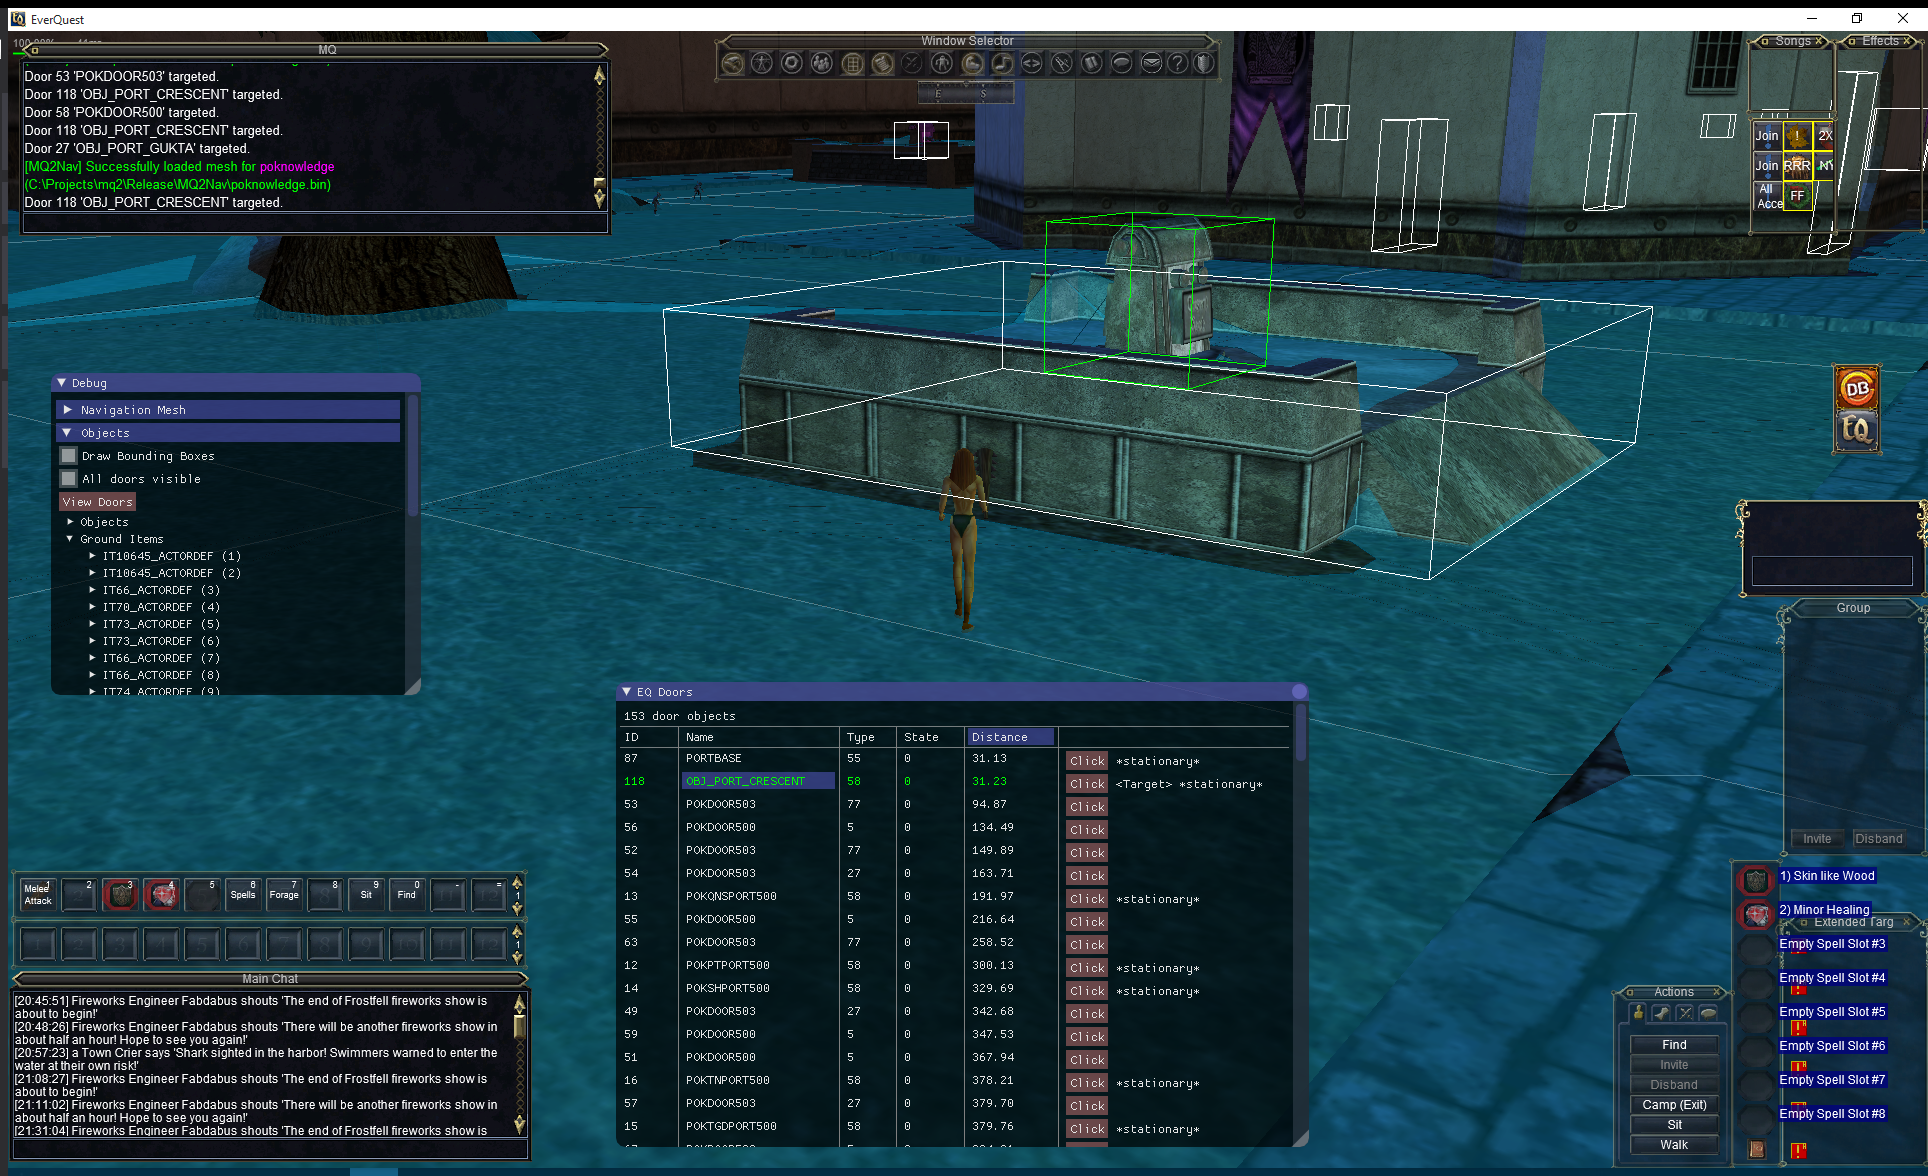 EverQuest
MQ
Door 53 'POKDOOR503' targeted.
Door 118 'OBJ_PORT_CRESCENT' targeted.
Door 58 'POKDOOR500' targeted.
Door 118 'OBJ_PORT_CRESCENT' targeted.
Door 27 'OBJ_PORT_GUKTA' targeted.
[MQ2Nav] Successfully loaded mesh for poknowledge
(C:\Projects\mq2\Release\MQ2Nav\poknowledge.bin)
Door 118 'OBJ_PORT_CRESCENT' targeted.
Window Selector
E S
Songs
Effects
Join ! 2X
Join RRR
All
Acce FF
DB
EQ
Debug
Navigation Mesh
Objects
Draw Bounding Boxes
All doors visible
View Doors
Objects
Ground Items
IT10645_ACTORDEF (1)
IT10645_ACTORDEF (2)
IT66_ACTORDEF (3)
IT70_ACTORDEF (4)
IT73_ACTORDEF (5)
IT73_ACTORDEF (6)
IT66_ACTORDEF (7)
IT66_ACTORDEF (8)
IT74_ACTORDEF (9)
EQ Doors
153 door objects
ID Name Type State Distance
87 PORTBASE 55 0 31.13 Click *stationary*
118 OBJ_PORT_CRESCENT 58 0 31.23 Click <Target> *stationary*
53 POKDOOR503 77 0 94.87 Click
56 POKDOOR500 5 0 134.49 Click
52 POKDOOR503 77 0 149.89 Click
54 POKDOOR503 27 0 163.71 Click
13 POKQNSPORT500 58 0 191.97 Click *stationary*
55 POKDOOR500 5 0 216.64 Click
63 POKDOOR503 77 0 258.52 Click
12 POKPTPORT500 58 0 300.13 Click *stationary*
14 POKSHPORT500 58 0 329.69 Click *stationary*
49 POKDOOR503 27 0 342.68 Click
59 POKDOOR500 5 0 347.53 Click
51 POKDOOR500 5 0 367.94 Click
16 POKTNPORT500 58 0 378.21 Click *stationary*
57 POKDOOR503 27 0 379.70 Click
15 POKTGDPORT500 58 0 379.76 Click *stationary*
Group
Invite Disband
1) Skin like Wood
2) Minor Healing
Extended Targ
Empty Spell Slot #3
Empty Spell Slot #4
Empty Spell Slot #5
Empty Spell Slot #6
Empty Spell Slot #7
Empty Spell Slot #8
Actions
Find
Invite
Disband
Camp (Exit)
Sit
Walk
1 2 3 4 5 6 7 8 9 0 - =
Melee Attack Spells Forage Sit Find 1
1
Main Chat
[20:45:51] Fireworks Engineer Fabdabus shouts 'The end of Frostfell fireworks show is
about to begin!'
[20:48:26] Fireworks Engineer Fabdabus shouts 'There will be another fireworks show in
about half an hour! Hope to see you again!'
[20:57:23] a Town Crier says 'Shark sighted in the harbor! Swimmers warned to enter the
water at their own risk!'
[21:08:27] Fireworks Engineer Fabdabus shouts 'The end of Frostfell fireworks show is
about to begin!'
[21:11:02] Fireworks Engineer Fabdabus shouts 'There will be another fireworks show in
about half an hour! Hope to see you again!'
[21:31:04] Fireworks Engineer Fabdabus shouts 'The end of Frostfell fireworks show is